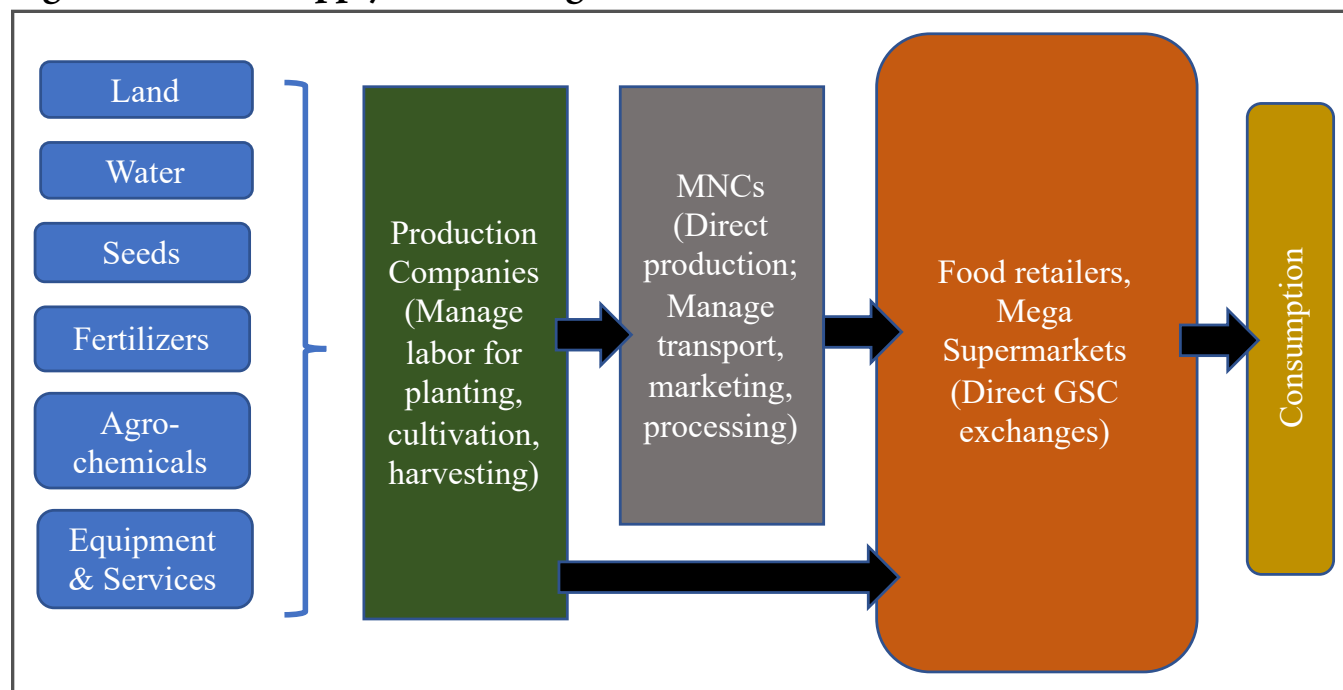 Land
Water
Seeds
Fertilizers
Agro-
chemicals
Equipment
& Services
Production
Companies
(Manage
labor for
planting,
cultivation,
harvesting)
MNCs
(Direct
production;
Manage
transport,
marketing,
processing)
Food retailers,
Mega
Supermarkets
(Direct GSC
exchanges)
Consumption